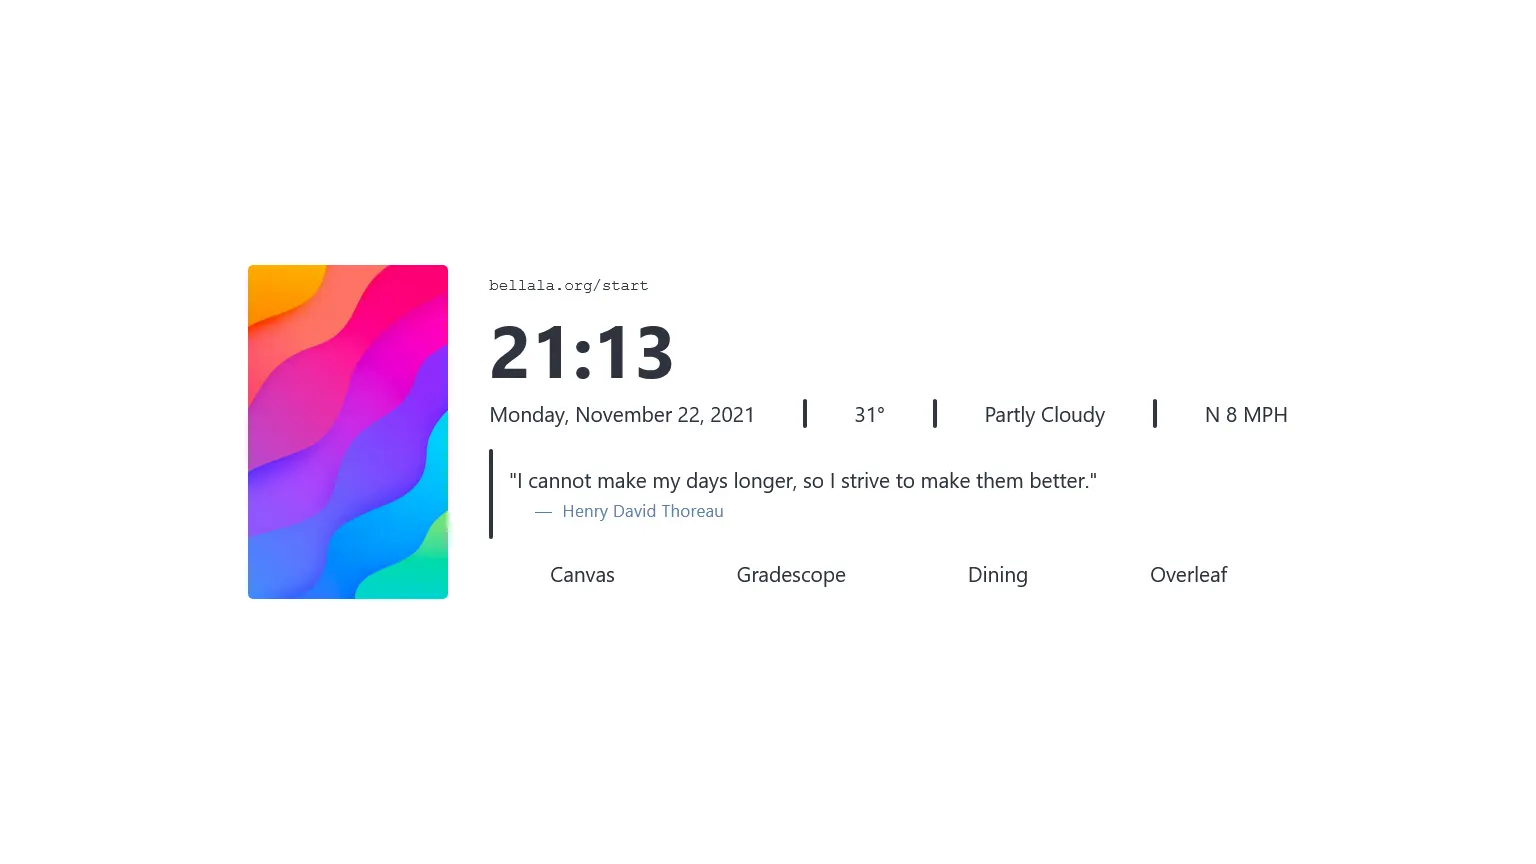 bellala.org/start
21:13
Monday, November 22, 2021 31° Partly Cloudy N 8 MPH
"I cannot make my days longer, so I strive to make them better."
— Henry David Thoreau
Canvas Gradescope Dining Overleaf